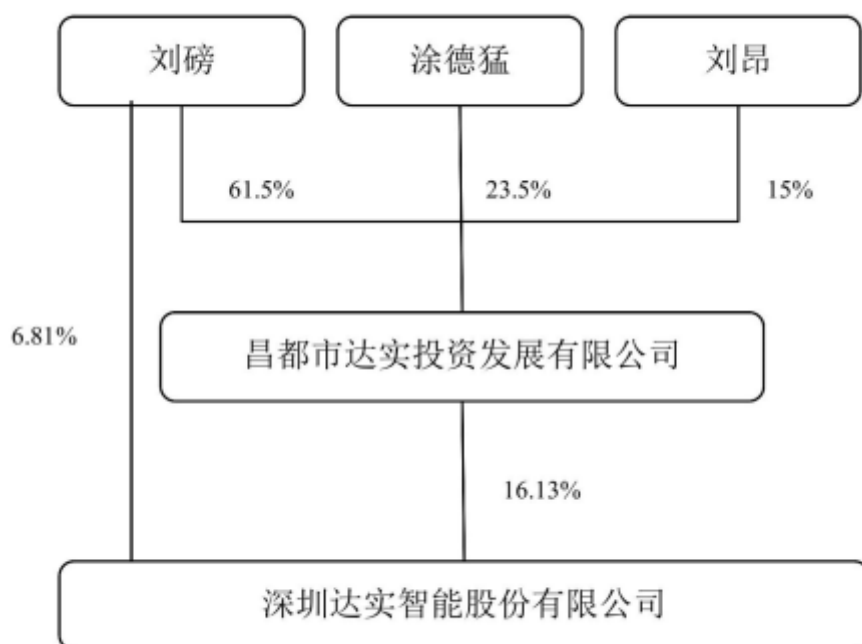 刘磅
涂德猛
刘昂
61.5%
23.5%
15%
6.81%
昌都市达实投资发展有限公司
16.13%
深圳达实智能股份有限公司